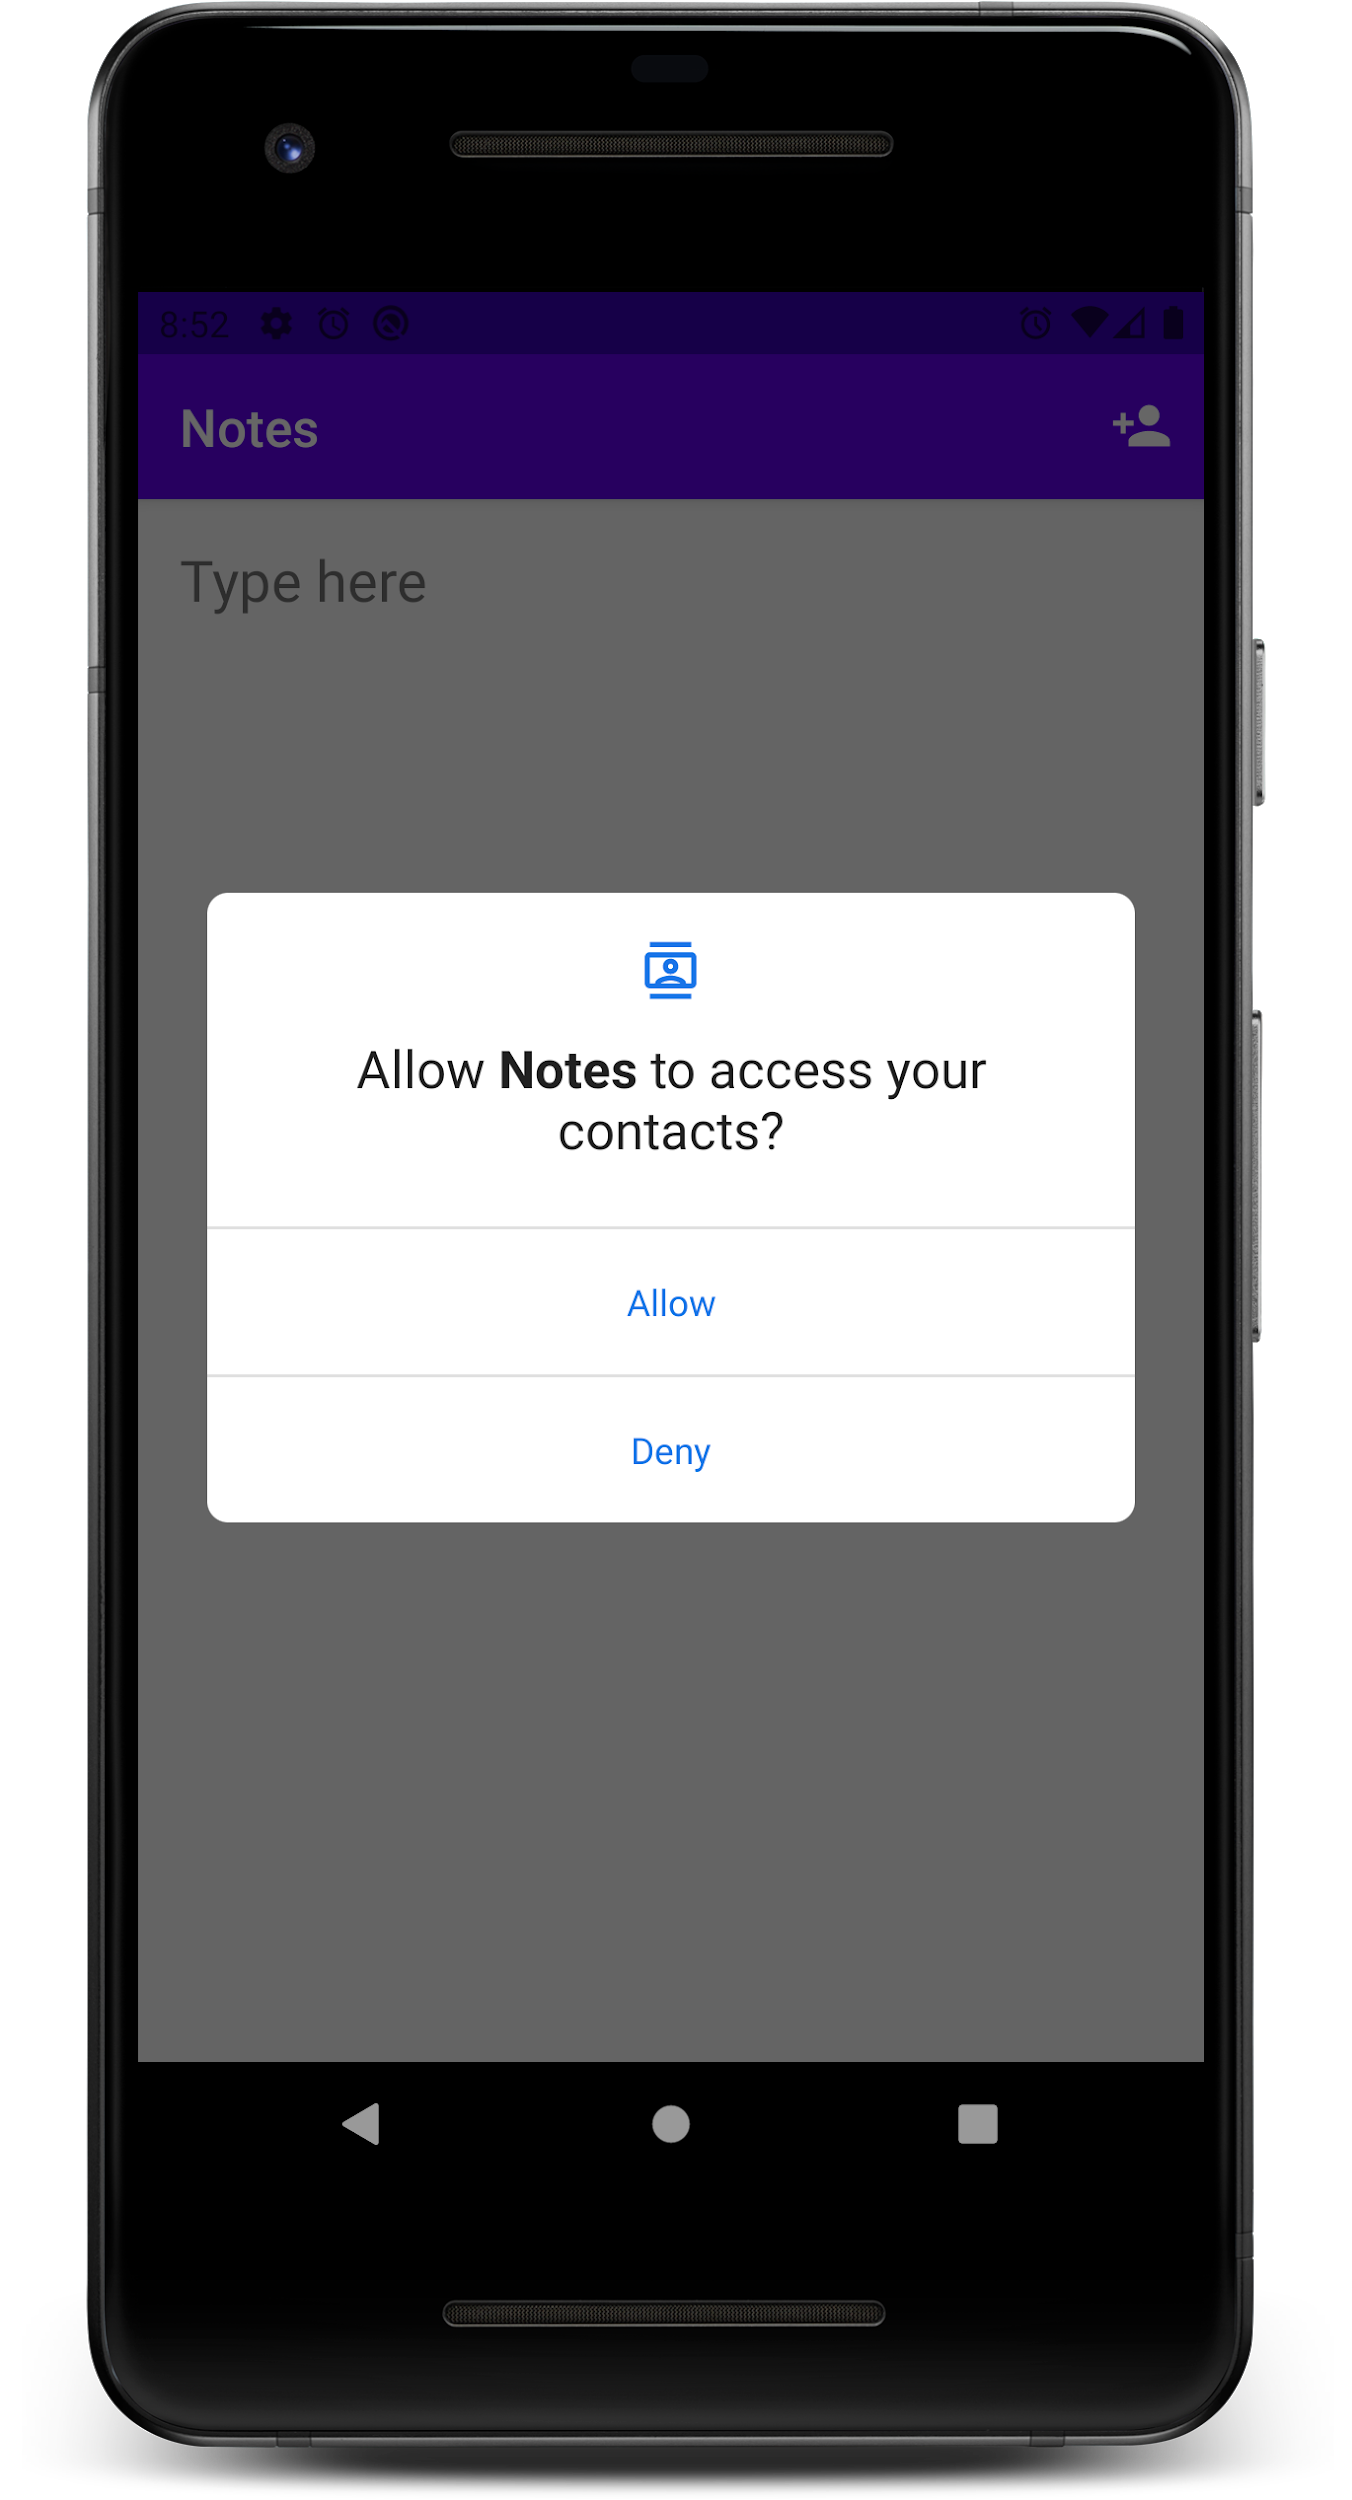 8:52
Notes
Type here
Allow Notes to access your
contacts?
Allow
Deny